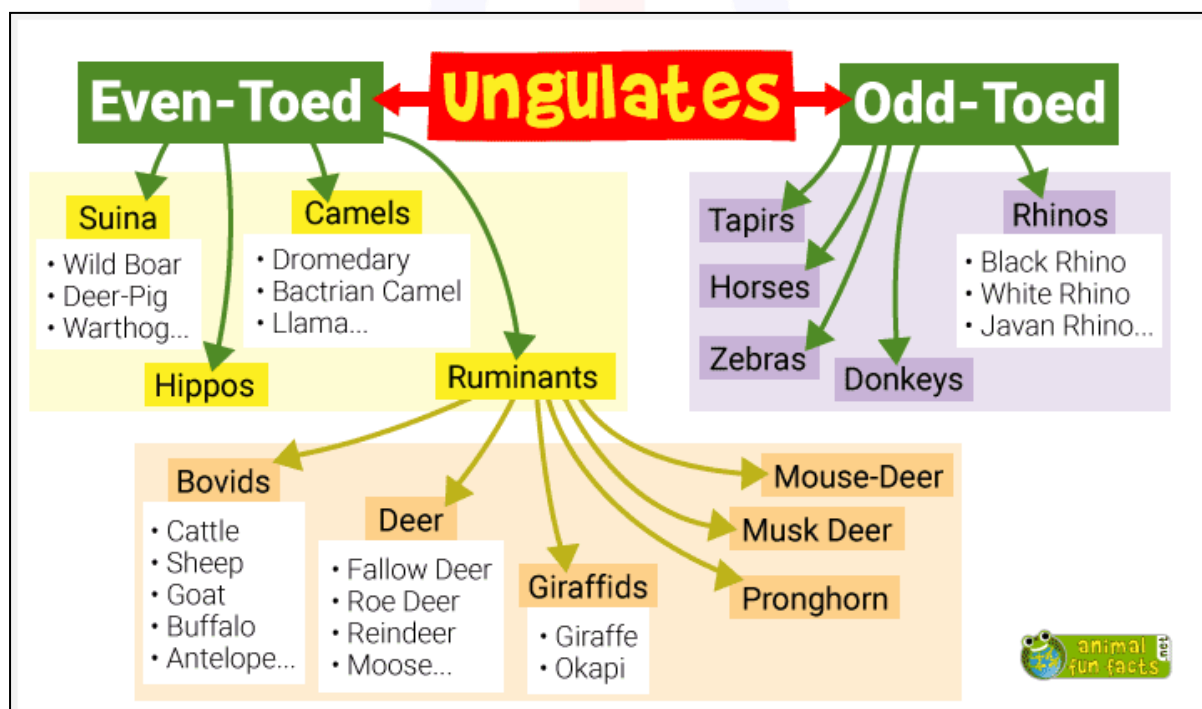 ungulates
Even-Toed
Odd-Toed
Suina
• Wild Boar
• Deer-Pig
• Warthog...
Camels
• Dromedary
• Bactrian Camel
• Llama...
Hippos
Ruminants
Tapirs
Horses
Zebras
Donkeys
Rhinos
• Black Rhino
• White Rhino
• Javan Rhino...
Bovids
• Cattle
• Sheep
• Goat
• Buffalo
• Antelope...
Deer
• Fallow Deer
• Roe Deer
• Reindeer
• Moose...
Giraffids
• Giraffe
• Okapi
Mouse-Deer
Musk Deer
Pronghorn
animal
fun facts
.net